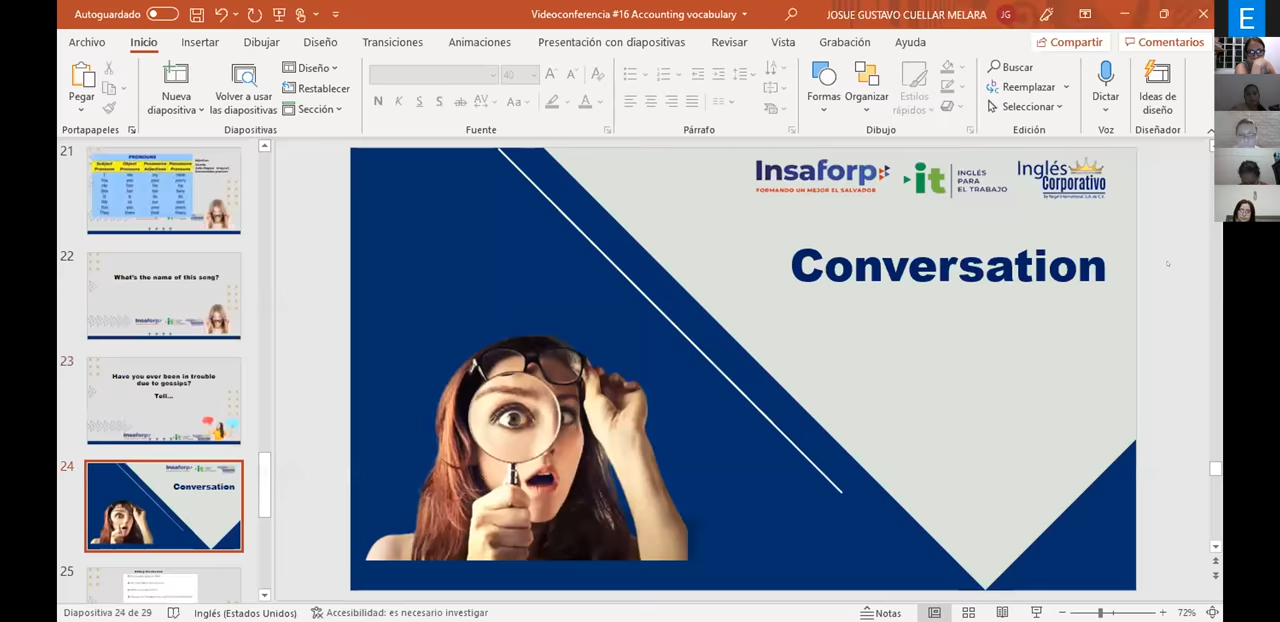 Autoguardado
Videoconferencia #16 Accounting vocabulary
JOSUE GUSTAVO CUELLAR MELARA
JG
E
Archivo Inicio Insertar Dibujar Diseño Transiciones Animaciones Presentación con diapositivas Revisar Vista Grabación Ayuda
Compartir Comentarios
Pegar
Nueva diapositiva
Volver a usar las diapositivas
Diseño
Restablecer
Sección
Formas
Organizar
Estilos rápidos
Buscar
Reemplazar
Seleccionar
Dictar
Ideas de diseño
Portapapeles Diapositivas Fuente Párrafo Dibujo Edición Voz Diseñador
21
PRONOUNS
22
What's the name of this song?
23
Have you ever been in trouble
due to gossips?
Tell...
24
Insaforp
Conversation
25
Insaforp
FORMANDO UN MEJOR EL SALVADOR
it
INGLÉS
PARA
EL TRABAJO
Inglés
Corporativo
Conversation
Diapositiva 24 de 29 Inglés (Estados Unidos) Accesibilidad: es necesario investigar
Notas
72%